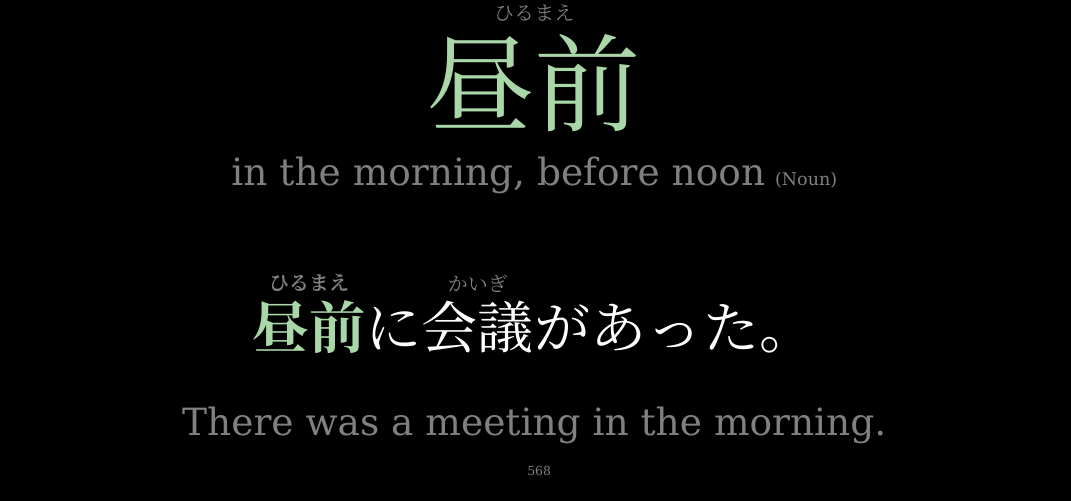 ひるまえ
昼前
in the morning, before noon (Noun)
ひるまえ かいぎ
昼前に会議があった。
There was a meeting in the morning.
568